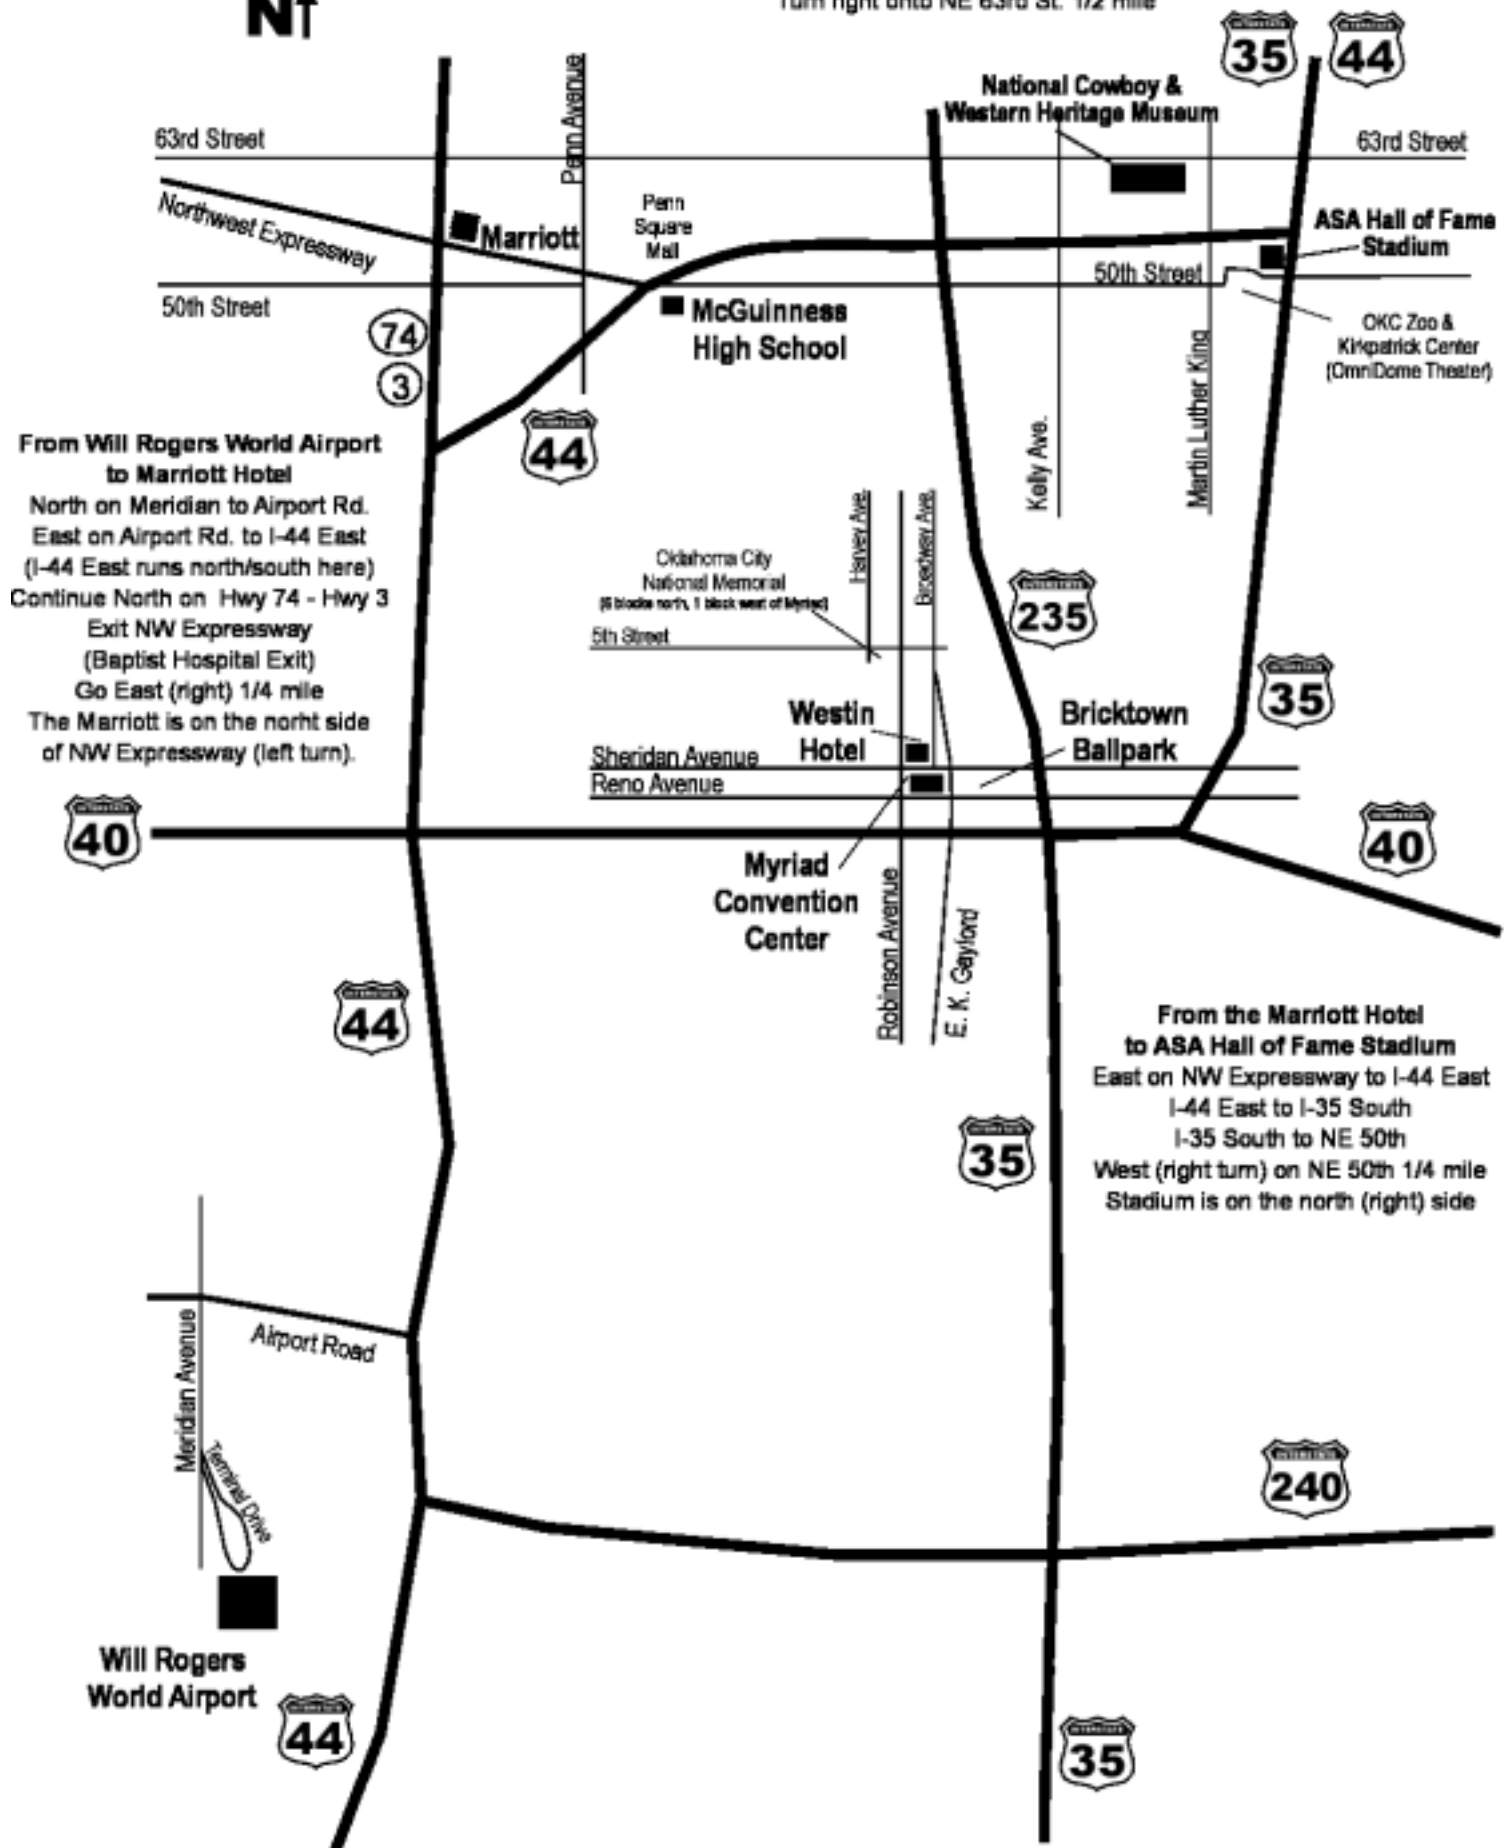 N↑
Turn right onto NE 63rd St. 1/2 mile
35
44
National Cowboy &
Western Heritage Museum
Penn Avenue
63rd Street
63rd Street
Northwest Expressway
Marriott
Penn
Square
Mall
ASA Hall of Fame
Stadium
50th Street
50th Street
McGuinness
High School
OKC Zoo &
Kirkpatrick Center
(OmniDome Theater)
74
3
44
Kelly Ave.
Martin Luther King
From Will Rogers World Airport
to Marriott Hotel
North on Meridian to Airport Rd.
East on Airport Rd. to I-44 East
(I-44 East runs north/south here)
Continue North on Hwy 74 - Hwy 3
Exit NW Expressway
(Baptist Hospital Exit)
Go East (right) 1/4 mile
The Marriott is on the norht side
of NW Expressway (left turn).
Harvey Ave.
Broadway Ave.
Oklahoma City
National Memorial
(5 blocks north, 1 block west of Myriad)
5th Street
235
35
Westin
Hotel
Bricktown
Ballpark
Sheridan Avenue
Reno Avenue
40
40
Myriad
Convention
Center
Robinson Avenue
E. K. Gaylord
44
From the Marriott Hotel
to ASA Hall of Fame Stadium
East on NW Expressway to I-44 East
I-44 East to I-35 South
I-35 South to NE 50th
West (right turn) on NE 50th 1/4 mile
Stadium is on the north (right) side
35
Meridian Avenue
Airport Road
Terminal Drive
240
Will Rogers
World Airport
44
35